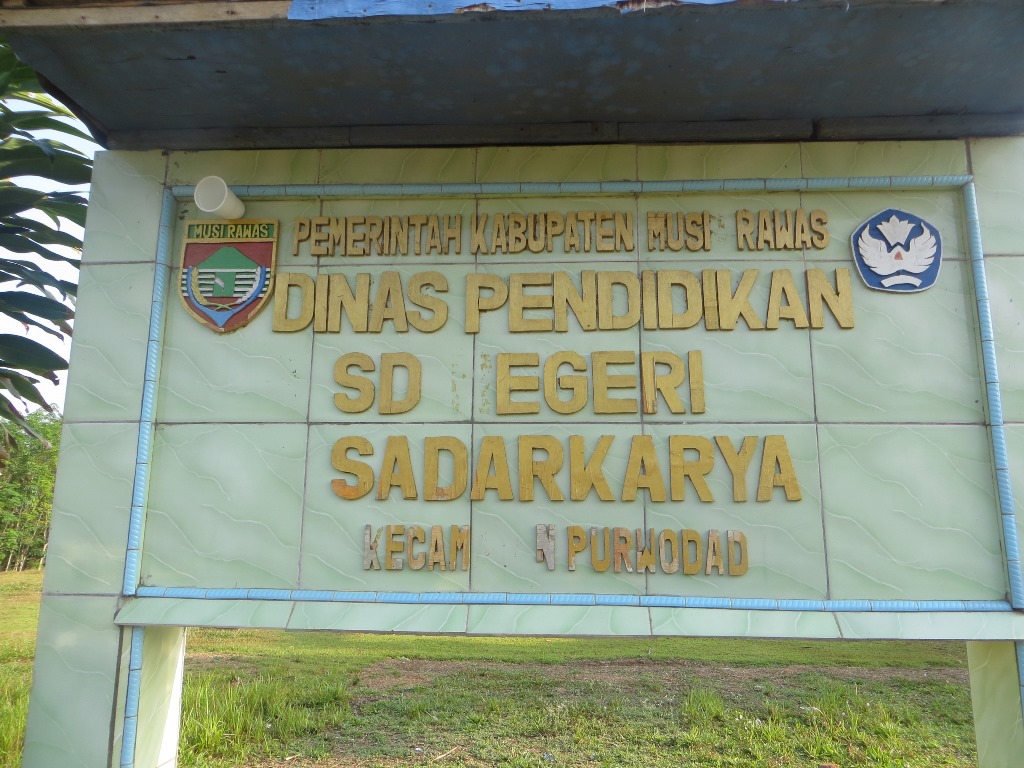 MUSI RAWAS
PEMERINTAH KABUPATEN MUSI RAWAS
DINAS PENDIDIKAN
SD EGERI
SADARKARYA
KECAM N PURWODAD